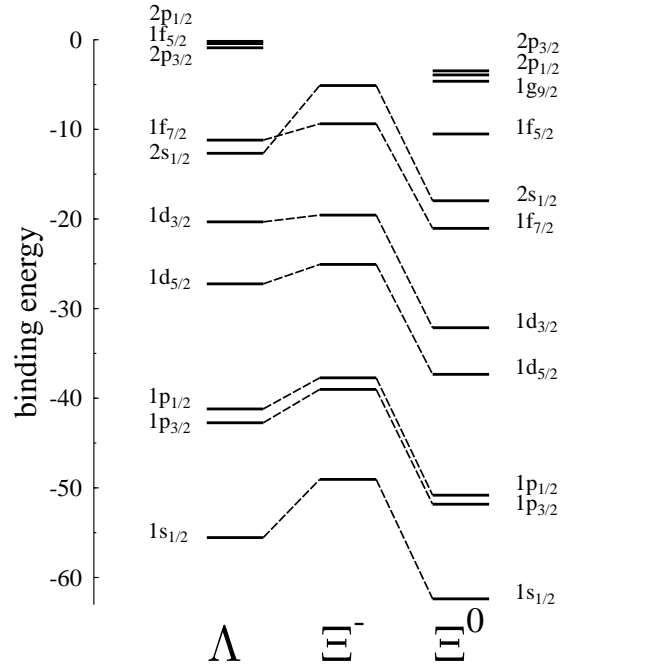 binding energy
0
-10
-20
-30
-40
-50
-60
2p1/2
1f5/2
2p3/2
1f7/2
2s1/2
1d3/2
1d5/2
1p1/2
1p3/2
1s1/2
2p3/2
2p1/2
1g9/2
1f5/2
2s1/2
1f7/2
1d3/2
1d5/2
1p1/2
1p3/2
1s1/2
Λ Ξ- Ξ0